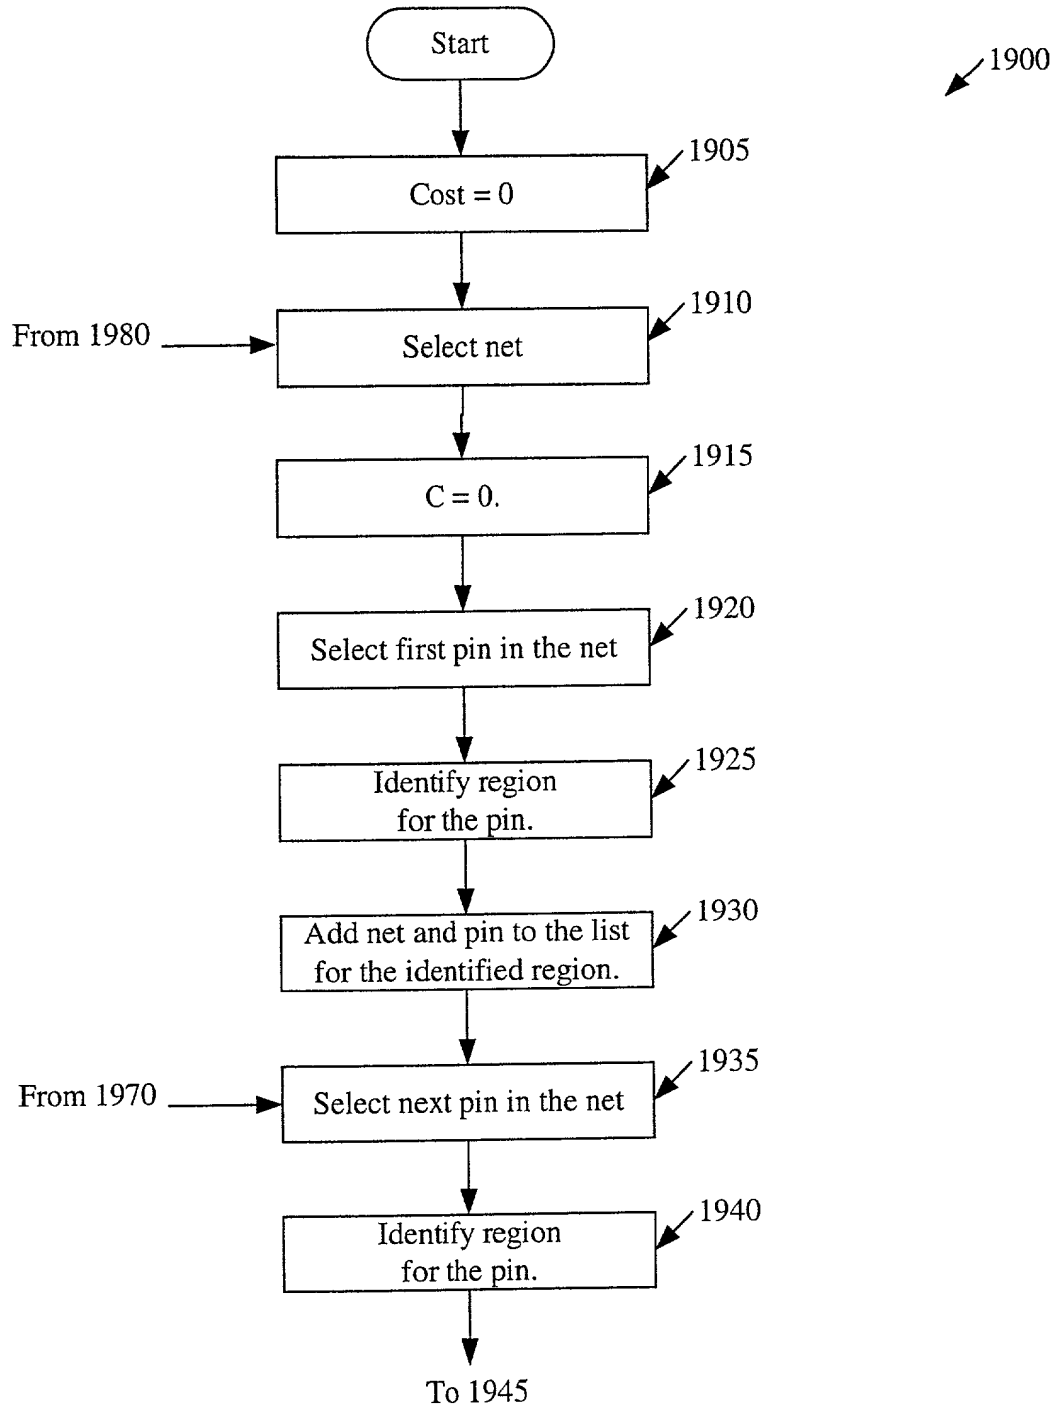 Start
1900
1905
Cost = 0
1910
From 1980
Select net
1915
C = 0.
1920
Select first pin in the net
1925
Identify region
for the pin.
1930
Add net and pin to the list
for the identified region.
1935
From 1970
Select next pin in the net
1940
Identify region
for the pin.
To 1945